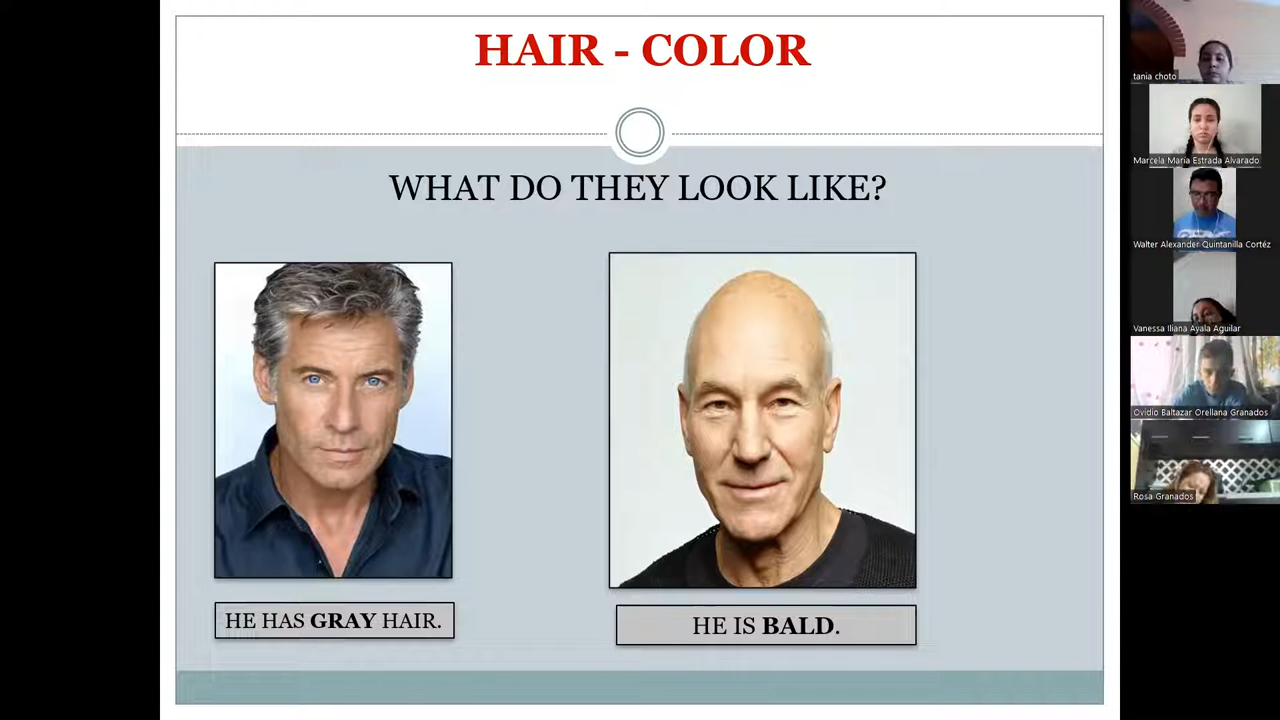 HAIR - COLOR
WHAT DO THEY LOOK LIKE?
HE HAS GRAY HAIR.
HE IS BALD.
tania choto
Marcela María Estrada Alvarado
Walter Alexander Quintanilla Cortéz
Vanessa Iliana Ayala Aguilar
Ovidio Baltazar Orellana Granados
Rosa Granados